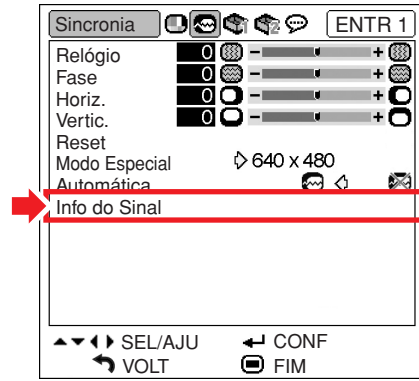 Sincronia ENTR 1
Relógio 0 - +
Fase 0 - +
Horiz. 0 - +
Vertic. 0 - +
Reset
Modo Especial 640 x 480
Automática
Info do Sinal
SEL/AJU CONF
VOLT FIM